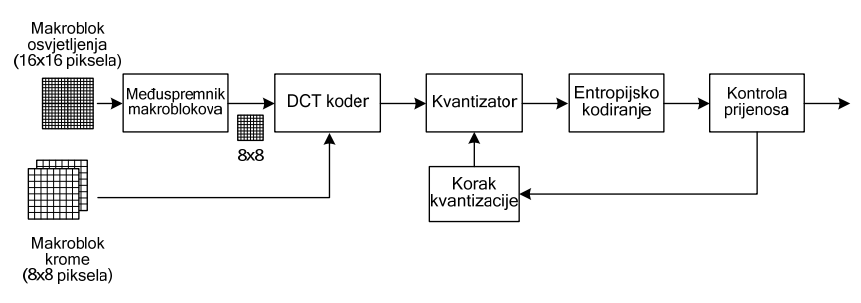 Makroblok
osvjetljenja
(16x16 piksela)
Međuspremnik
makroblokova
8x8
DCT koder
Kvantizator
Entropijsko
kodiranje
Kontrola
prijenosa
Korak
kvantizacije
Makroblok
krome
(8x8 piksela)